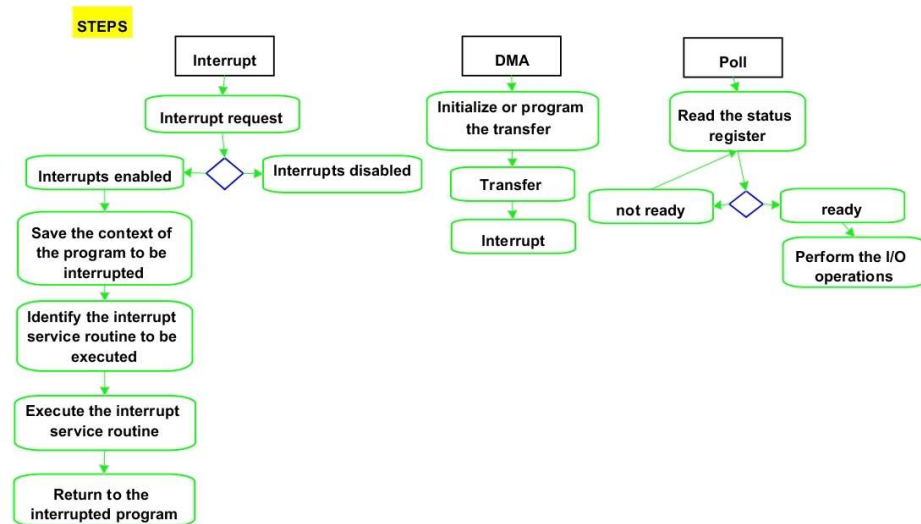 STEPS
Interrupt
Interrupt request
Interrupts enabled
Interrupts disabled
Save the context of
the program to be
interrupted
Identify the interrupt
service routine to be
executed
Execute the interrupt
service routine
Return to the
interrupted program
DMA
Initialize or program
the transfer
Transfer
Interrupt
Poll
Read the status
register
not ready
ready
Perform the I/O
operations